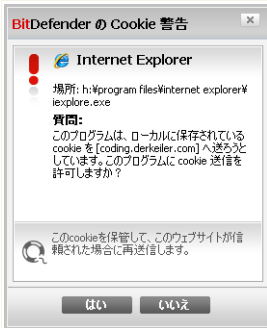 BitDefender の Cookie 警告
Internet Explorer
場所: h:¥program files¥internet explorer¥
iexplore.exe
質問:
このプログラムは、ローカルに保存されている
cookie を [coding.derkeiler.com] へ送ろうと
しています。このプログラムに cookie 送信を
許可しますか？
このcookieを保管して、このウェブサイトが信
頼された場合に再送信します。
はい
いいえ